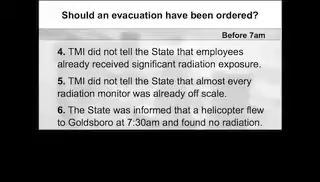 Should an evacuation have been ordered?
Before 7am
4. TMI did not tell the State that employees
already received significant radiation exposure.
5. TMI did not tell the State that almost every
radiation monitor was already off scale.
6. The State was informed that a helicopter flew
to Goldsboro at 7:30am and found no radiation.